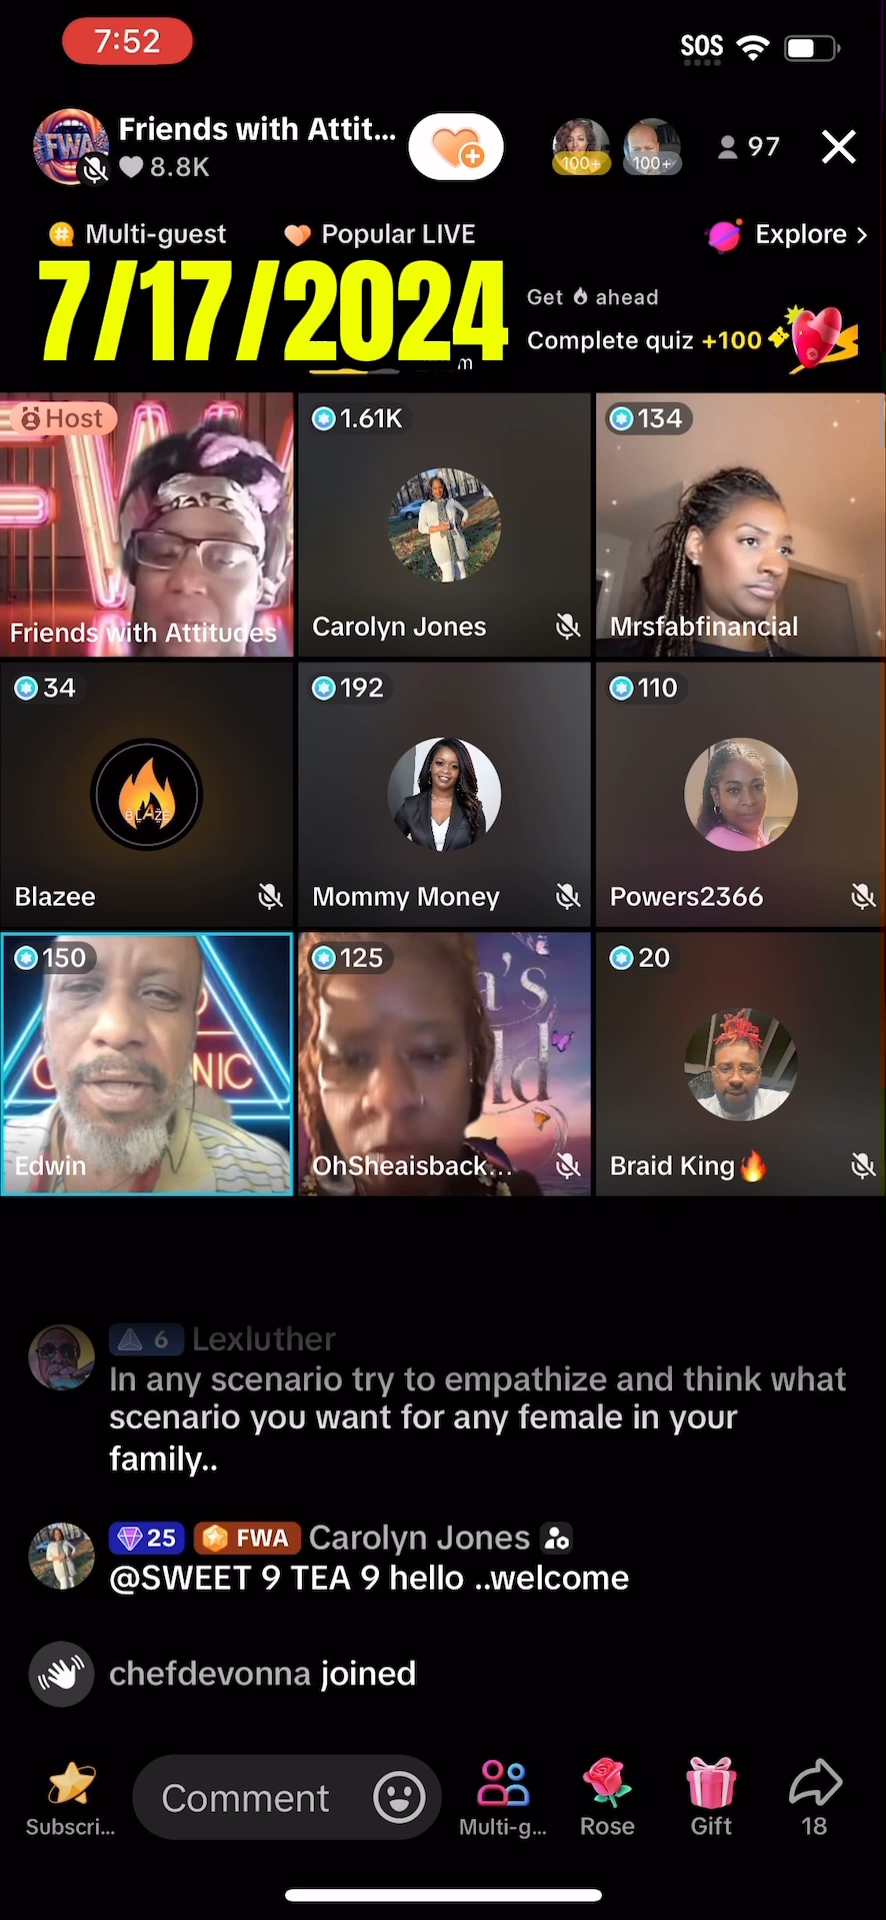 7:52
SOS
FWA
Friends with Attit...
8.8K
100+
100+
97
Multi-guest
Popular LIVE
Explore >
7/17/2024
Get 🔥 ahead
Complete quiz +100
m
Host
Friends with Attitudes
1.61K
Carolyn Jones
134
Mrsfabfinancial
34
BLAZE
Blazee
192
Mommy Money
110
Powers2366
150
NIC
Edwin
125
a's
ld
OhSheaisback...
20
Braid King🔥
6 Lexluther
In any scenario try to empathize and think what
scenario you want for any female in your
family..
25 FWA Carolyn Jones
@SWEET 9 TEA 9 hello ..welcome
chefdevonna joined
Subscri...
Comment
Multi-g...
Rose
Gift
18